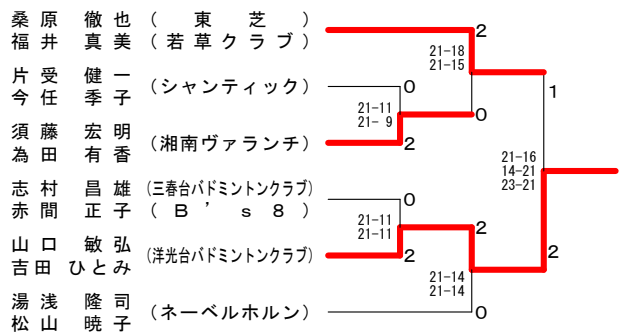 桑原 徹也 (東芝)
福井 真美 (若草クラブ)
2
21-18
21-15
片受 健一
今任 季子
(シャンティック)
0
1
21-11
21- 9
0
須藤 宏明
為田 有香
(湘南ヴァランチ)
2
21-16
14-21
23-21
志村 昌雄 (三春台バドミントンクラブ)
赤間 正子 (B's8)
0
21-11
21-11
2
山口 敏弘
吉田 ひとみ
(洋光台バドミントンクラブ)
2
2
21-14
21-14
湯浅 隆司
松山 暁子
(ネーベルホルン)
0